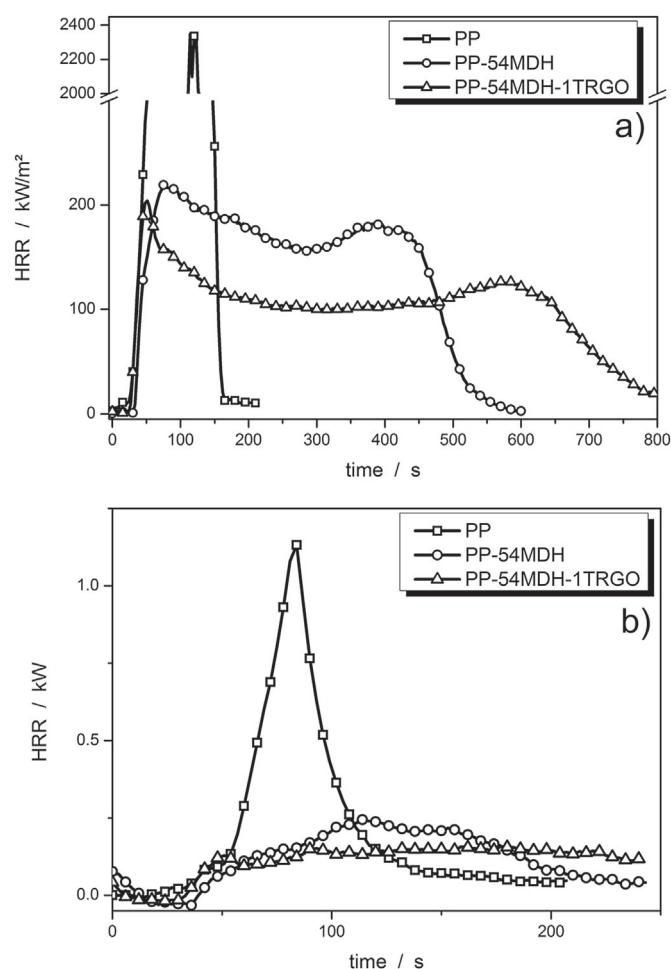 2400
2300
2200
2100
2000
200
100
0
HRR / kW/m²
PP
PP-54MDH
PP-54MDH-1TRGO
a)
0 100 200 300 400 500 600 700 800
time / s
1.0
0.5
0.0
HRR / kW
PP
PP-54MDH
PP-54MDH-1TRGO
b)
0 100 200
time / s